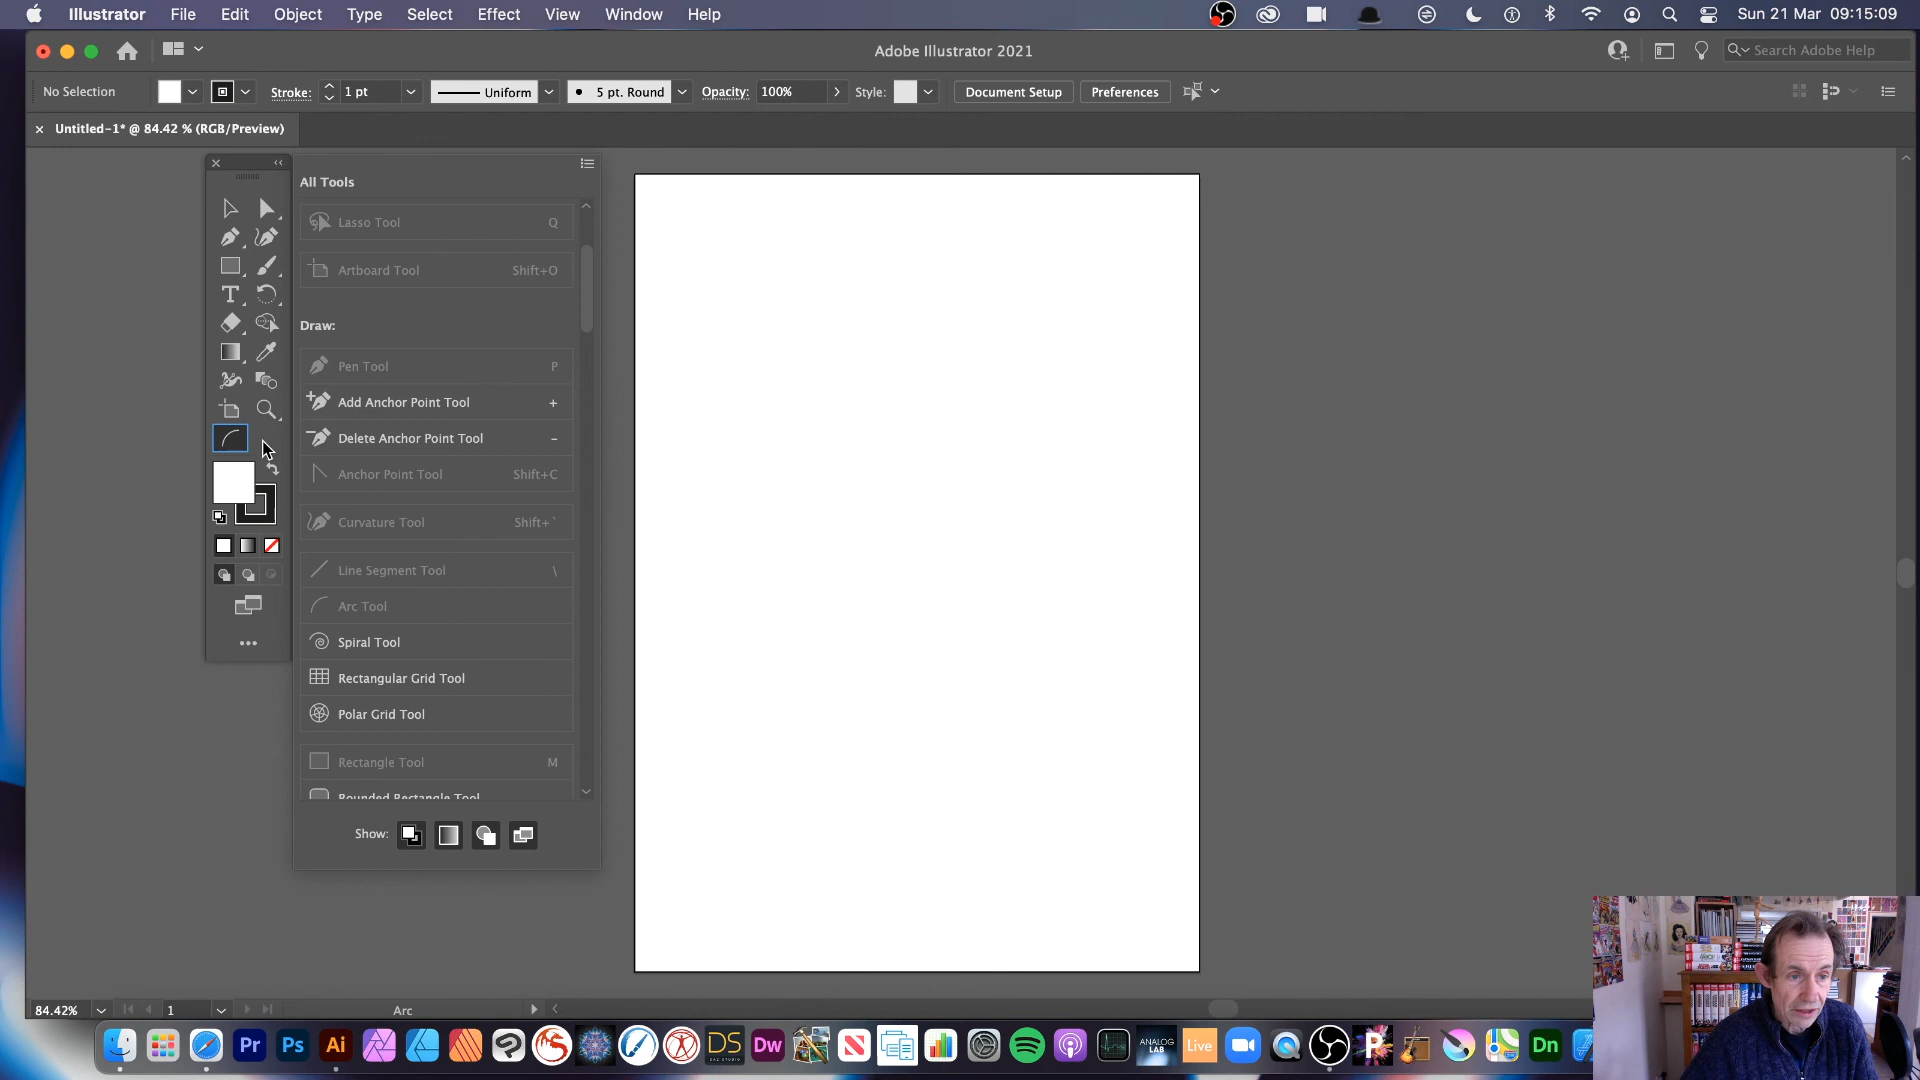 Illustrator File Edit Object Type Select Effect View Window Help Sun 21 Mar 09:15:09
Adobe Illustrator 2021
Search Adobe Help
No Selection Stroke: 1 pt Uniform 5 pt. Round Opacity: 100% Style: Document Setup Preferences
Untitled-1* @ 84.42 % (RGB/Preview)
All Tools
Lasso Tool Q
Artboard Tool Shift+O
Draw:
Pen Tool P
Add Anchor Point Tool +
Delete Anchor Point Tool -
Anchor Point Tool Shift+C
Curvature Tool Shift+`
Line Segment Tool \
Arc Tool
Spiral Tool
Rectangular Grid Tool
Polar Grid Tool
Rectangle Tool M
Rounded Rectangle Tool
Show:
84.42% 1 Arc
Pr Ps Ai DS Dw ANALOG LAB Live P Dn